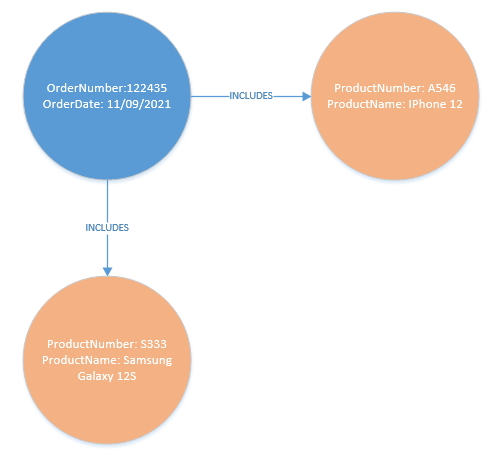 OrderNumber:122435
OrderDate: 11/09/2021
INCLUDES
ProductNumber: A546
ProductName: IPhone 12
INCLUDES
ProductNumber: S333
ProductName: Samsung
Galaxy 12S